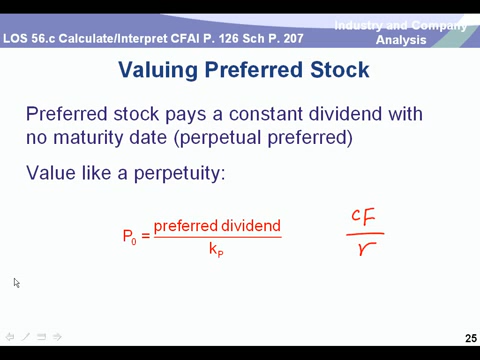 LOS 56.c Calculate/Interpret CFAI P. 126 Sch P. 207
Industry and Company
Analysis
Valuing Preferred Stock
Preferred stock pays a constant dividend with
no maturity date (perpetual preferred)
Value like a perpetuity:
P0 = preferred dividend
kP
CF
r
25